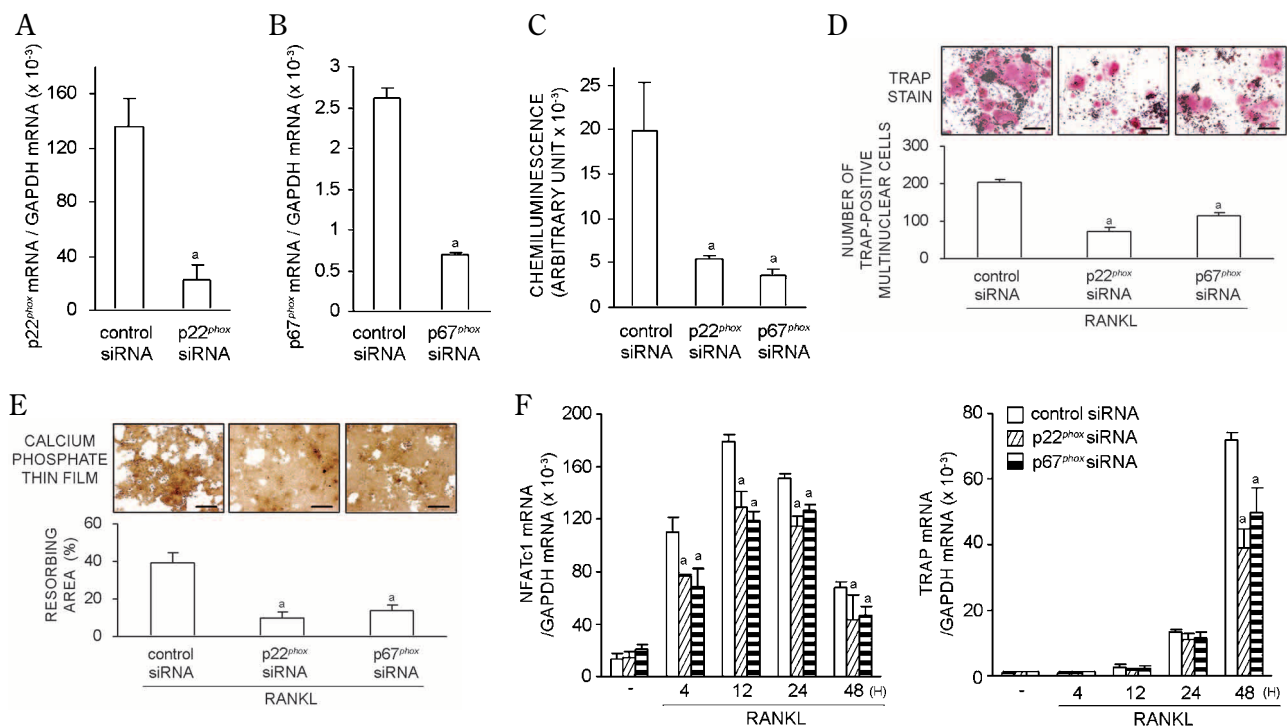 A
p22phox mRNA / GAPDH mRNA (x 10-3)
160
120
80
40
0
a
control
siRNA
p22phox
siRNA
B
p67phox mRNA / GAPDH mRNA (x 10-3)
3
2.5
2
1.5
1
0.5
0
a
control
siRNA
p67phox
siRNA
C
CHEMILUMINESCENCE
(ARBITRARY UNIT x 10-3)
25
20
15
10
5
0
a
a
control
siRNA
p22phox
siRNA
p67phox
siRNA
D
TRAP
STAIN
NUMBER OF
TRAP-POSITIVE
MULTINUCLEAR CELLS
300
200
100
0
a
a
control
siRNA
p22phox
siRNA
p67phox
siRNA
RANKL
E
CALCIUM
PHOSPHATE
THIN FILM
RESORBING
AREA (%)
60
40
20
0
a
a
control
siRNA
p22phox
siRNA
p67phox
siRNA
RANKL
F
NFATc1 mRNA
/GAPDH mRNA (x 10-3)
200
160
120
80
40
0
a a
a a
a a
a a
- 4 12 24 48 (H)
RANKL
TRAP mRNA
/GAPDH mRNA (x 10-3)
80
60
40
20
0
control siRNA
p22phox siRNA
p67phox siRNA
a a
- 4 12 24 48 (H)
RANKL